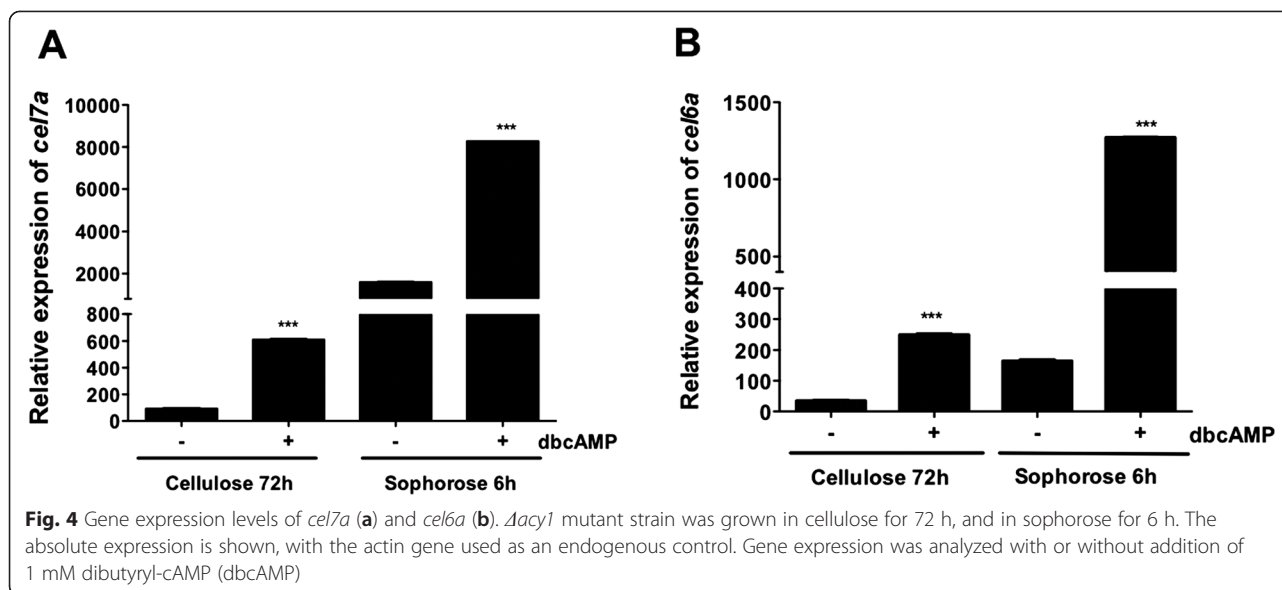 A
Relative expression of cel7a
10000
8000
6000
4000
2000
800
600
400
200
0
***
***
- + - + dbcAMP
Cellulose 72h Sophorose 6h
B
Relative expression of cel6a
1500
1000
500
400
300
200
100
0
***
***
- + - + dbcAMP
Cellulose 72h Sophorose 6h
Fig. 4 Gene expression levels of cel7a (a) and cel6a (b). Δacy1 mutant strain was grown in cellulose for 72 h, and in sophorose for 6 h. The
absolute expression is shown, with the actin gene used as an endogenous control. Gene expression was analyzed with or without addition of
1 mM dibutyryl-cAMP (dbcAMP)